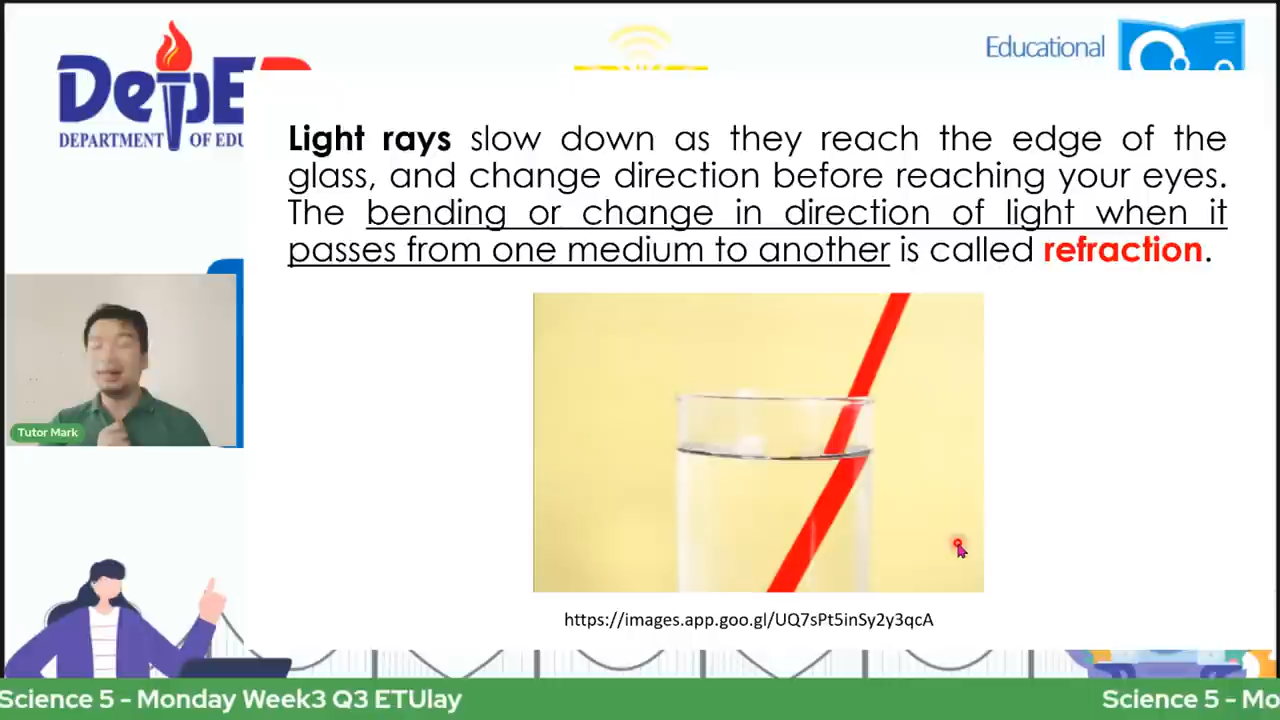 DepE
DEPARTMENT OF EDU
Educational
Light rays slow down as they reach the edge of the
glass, and change direction before reaching your eyes.
The bending or change in direction of light when it
passes from one medium to another is called refraction.
Tutor Mark
https://images.app.goo.gl/UQ7sPt5inSy2y3qcA
Science 5 - Monday Week3 Q3 ETUlay
Science 5 - Mo